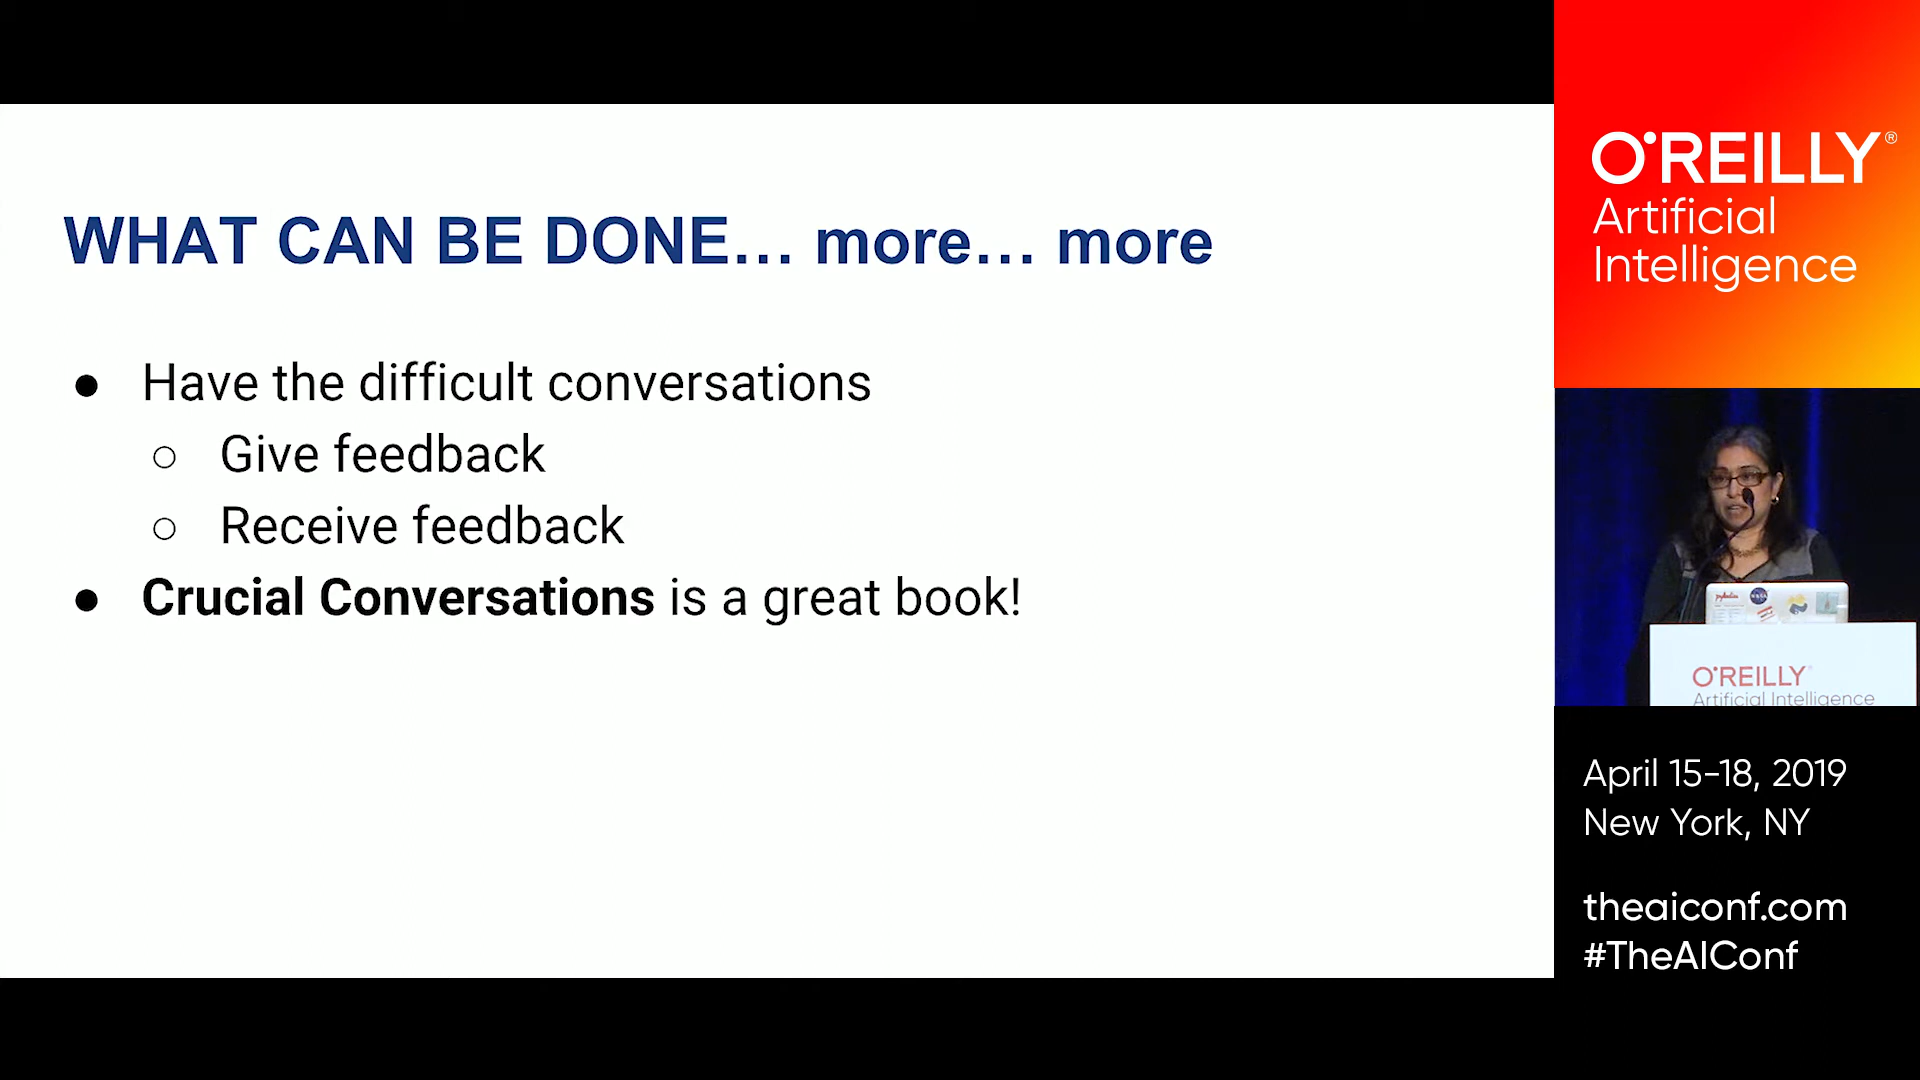 WHAT CAN BE DONE… more… more
● Have the difficult conversations
○ Give feedback
○ Receive feedback
● Crucial Conversations is a great book!
O'REILLY®
Artificial
Intelligence
NASA
O'REILLY
Artificial Intelligence
April 15-18, 2019
New York, NY
theaiconf.com
#TheAIConf